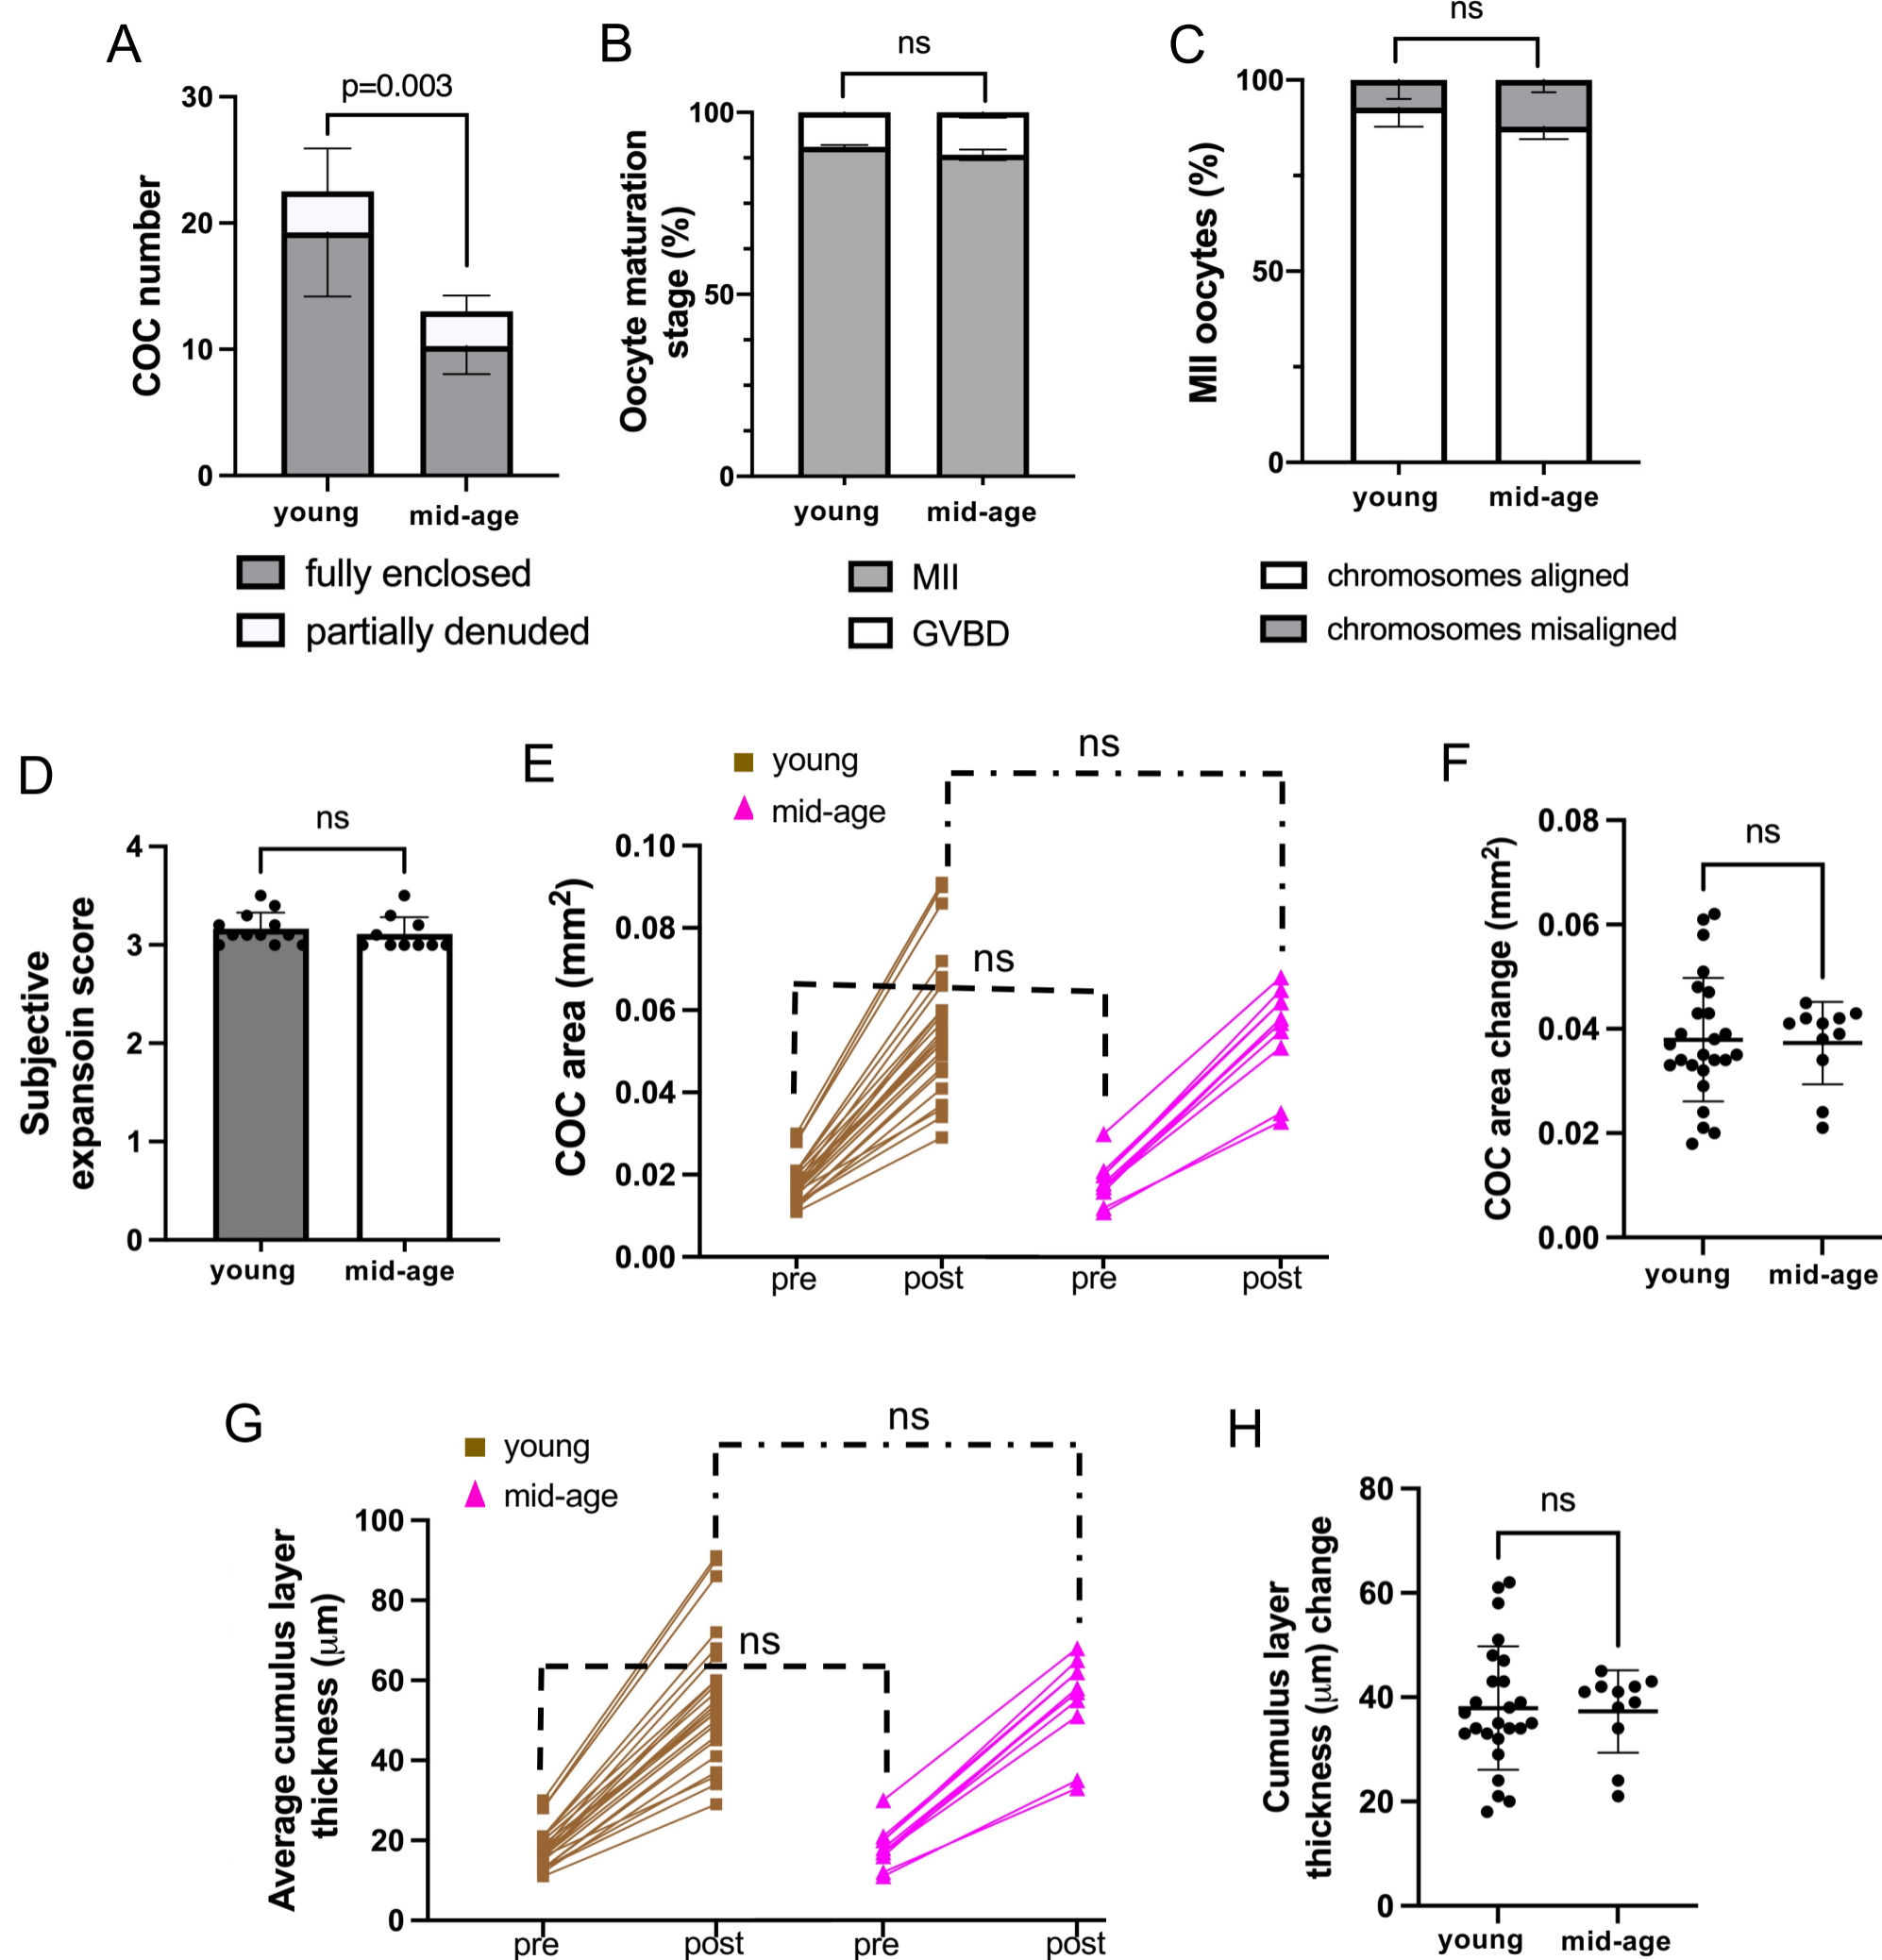 A
p=0.003
COC number
30
20
10
0
young
mid-age
fully enclosed
partially denuded
B
ns
Oocyte maturation
stage (%)
100
50
0
young
mid-age
MII
GVBD
C
ns
MII oocytes (%)
100
50
0
young
mid-age
chromosomes aligned
chromosomes misaligned
D
ns
Subjective
expansoin score
4
3
2
1
0
young
mid-age
E
young
mid-age
ns
ns
COC area (mm²)
0.10
0.08
0.06
0.04
0.02
0.00
pre
post
pre
post
F
ns
COC area change (mm²)
0.08
0.06
0.04
0.02
0.00
young
mid-age
G
young
mid-age
ns
ns
Average cumulus layer
thickness (μm)
100
80
60
40
20
0
pre
post
pre
post
H
ns
Cumulus layer
thickness (μm) change
80
60
40
20
0
young
mid-age